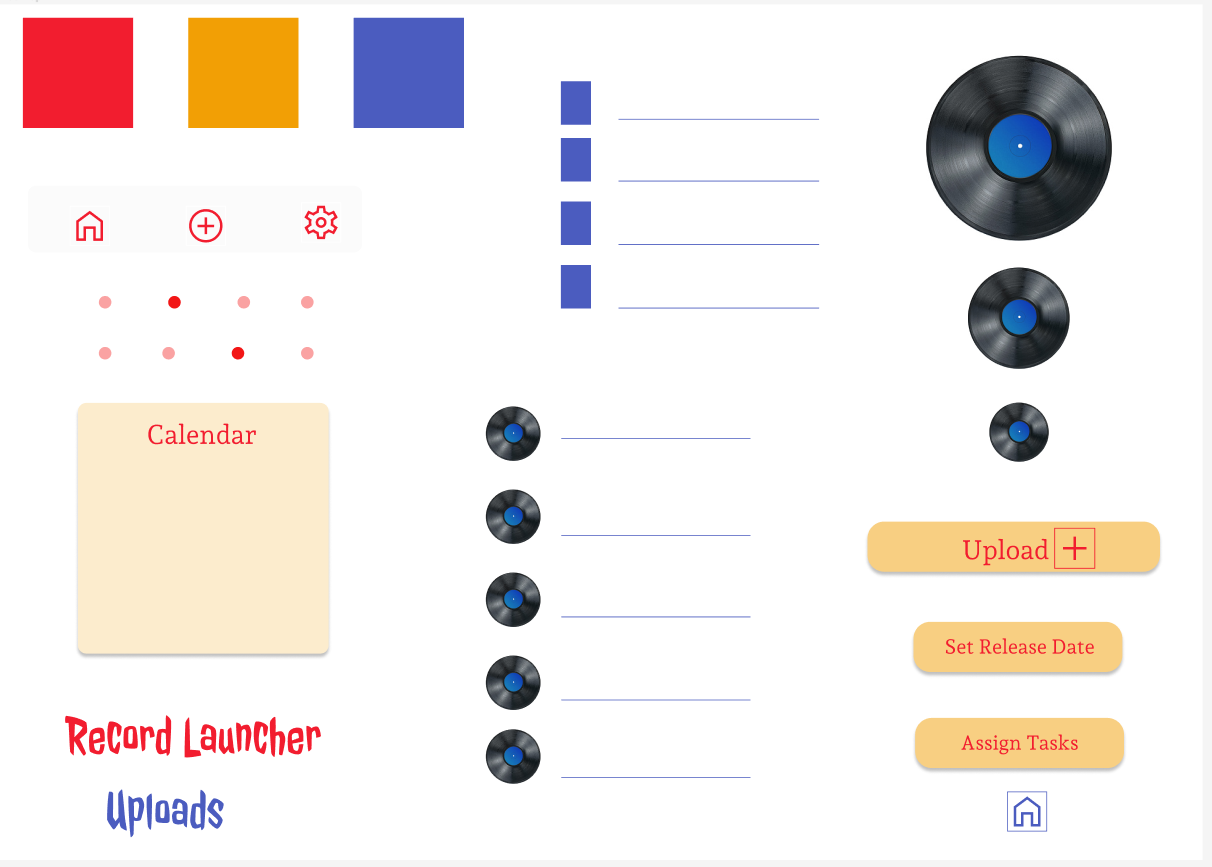 Calendar
Upload
Set Release Date
Record Launcher
Assign Tasks
Uploads